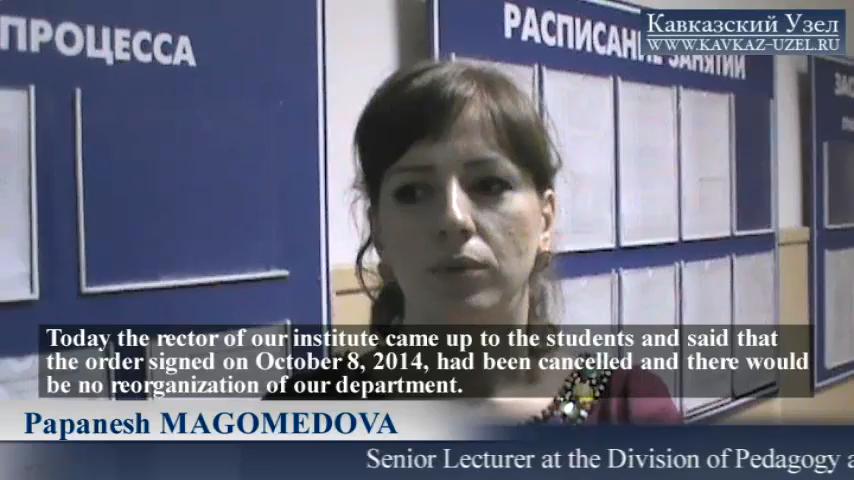 ПРОЦЕССА
РАСПИСАНИЕ ЗАНЯТИЙ
Кавказский Узел
WWW.KAVKAZ-UZEL.RU
Today the rector of our institute came up to the students and said that
the order signed on October 8, 2014, had been cancelled and there would
be no reorganization of our department.
Papanesh MAGOMEDOVA
Senior Lecturer at the Division of Pedagogy a